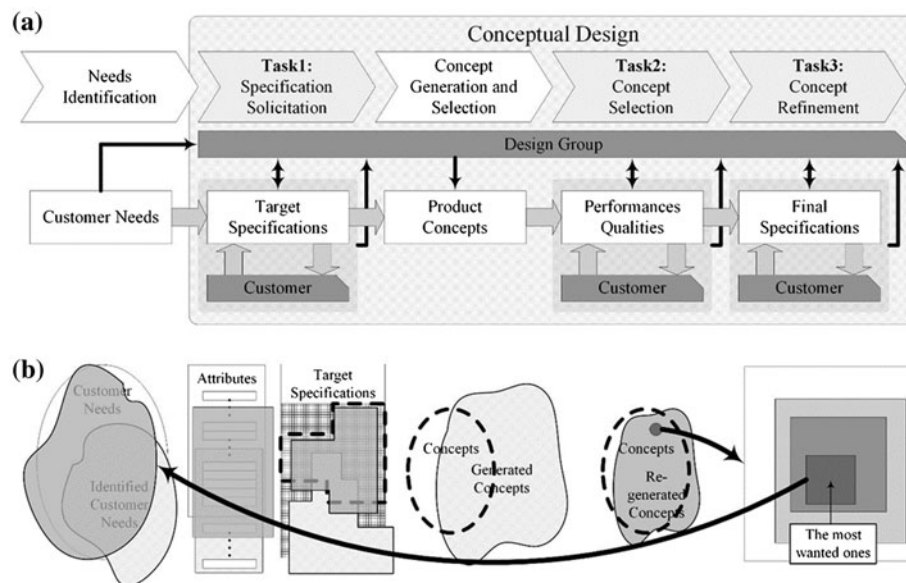 (a)
Conceptual Design
Needs
Identification
Task1:
Specification
Solicitation
Concept
Generation and
Selection
Task2:
Concept
Selection
Task3:
Concept
Refinement
Design Group
Customer Needs
Target
Specifications
Product
Concepts
Performances
Qualities
Final
Specifications
Customer
Customer
Customer
(b)
Customer
Needs
Identified
Customer
Needs
Attributes
Target
Specifications
Concepts
Generated
Concepts
Concepts
Re-
generated
Concepts
The most
wanted ones